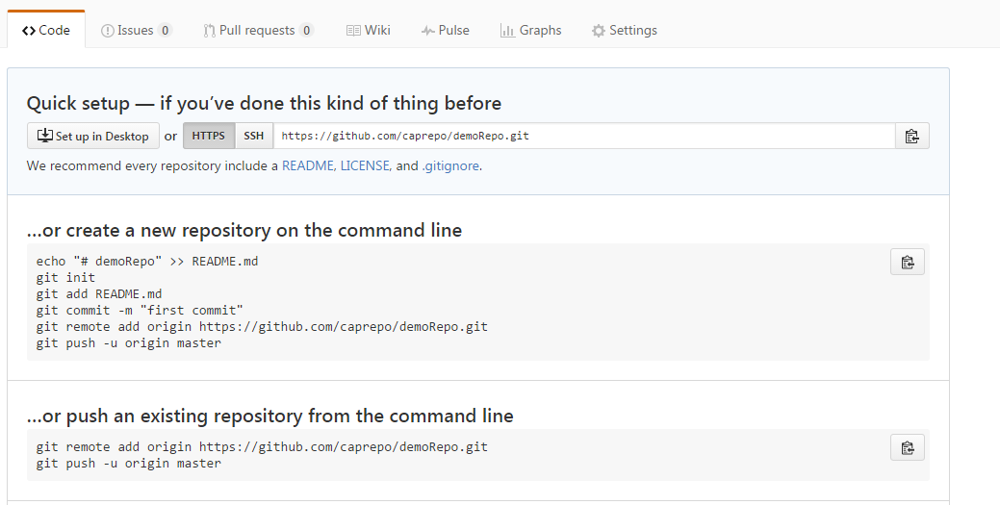 Code Issues 0 Pull requests 0 Wiki Pulse Graphs Settings
Quick setup — if you’ve done this kind of thing before
Set up in Desktop or HTTPS SSH https://github.com/caprepo/demoRepo.git
We recommend every repository include a README, LICENSE, and .gitignore.
…or create a new repository on the command line
echo "# demoRepo" >> README.md
git init
git add README.md
git commit -m "first commit"
git remote add origin https://github.com/caprepo/demoRepo.git
git push -u origin master
…or push an existing repository from the command line
git remote add origin https://github.com/caprepo/demoRepo.git
git push -u origin master